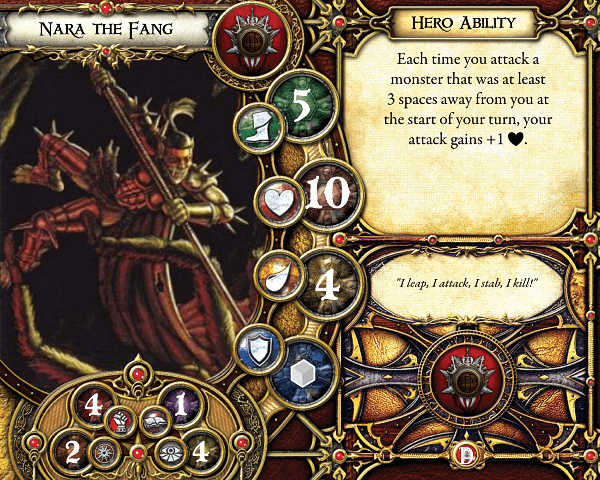 Nara the Fang
5
10
4
4
1
2
4
Hero Ability
Each time you attack a
monster that was at least
3 spaces away from you at
the start of your turn, your
attack gains +1 ♥.
"I leap, I attack, I stab, I kill!"
D